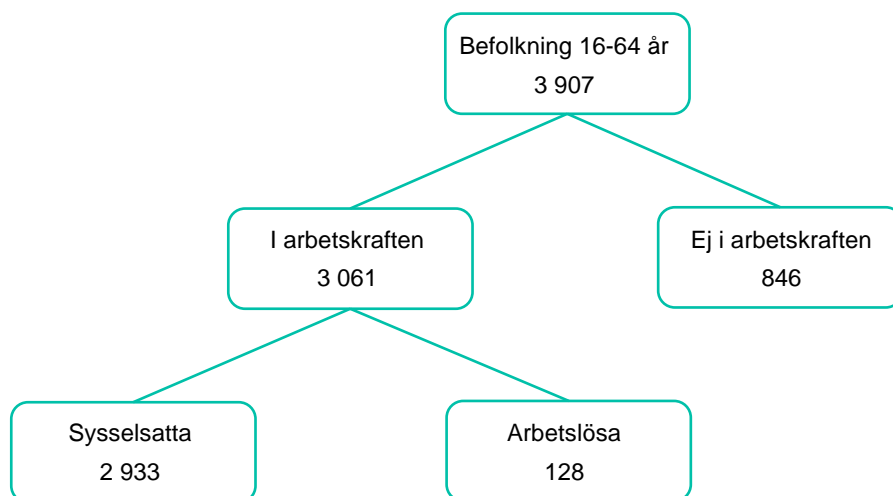 Befolkning 16-64 år
3 907
I arbetskraften
3 061
Ej i arbetskraften
846
Sysselsatta
2 933
Arbetslösa
128